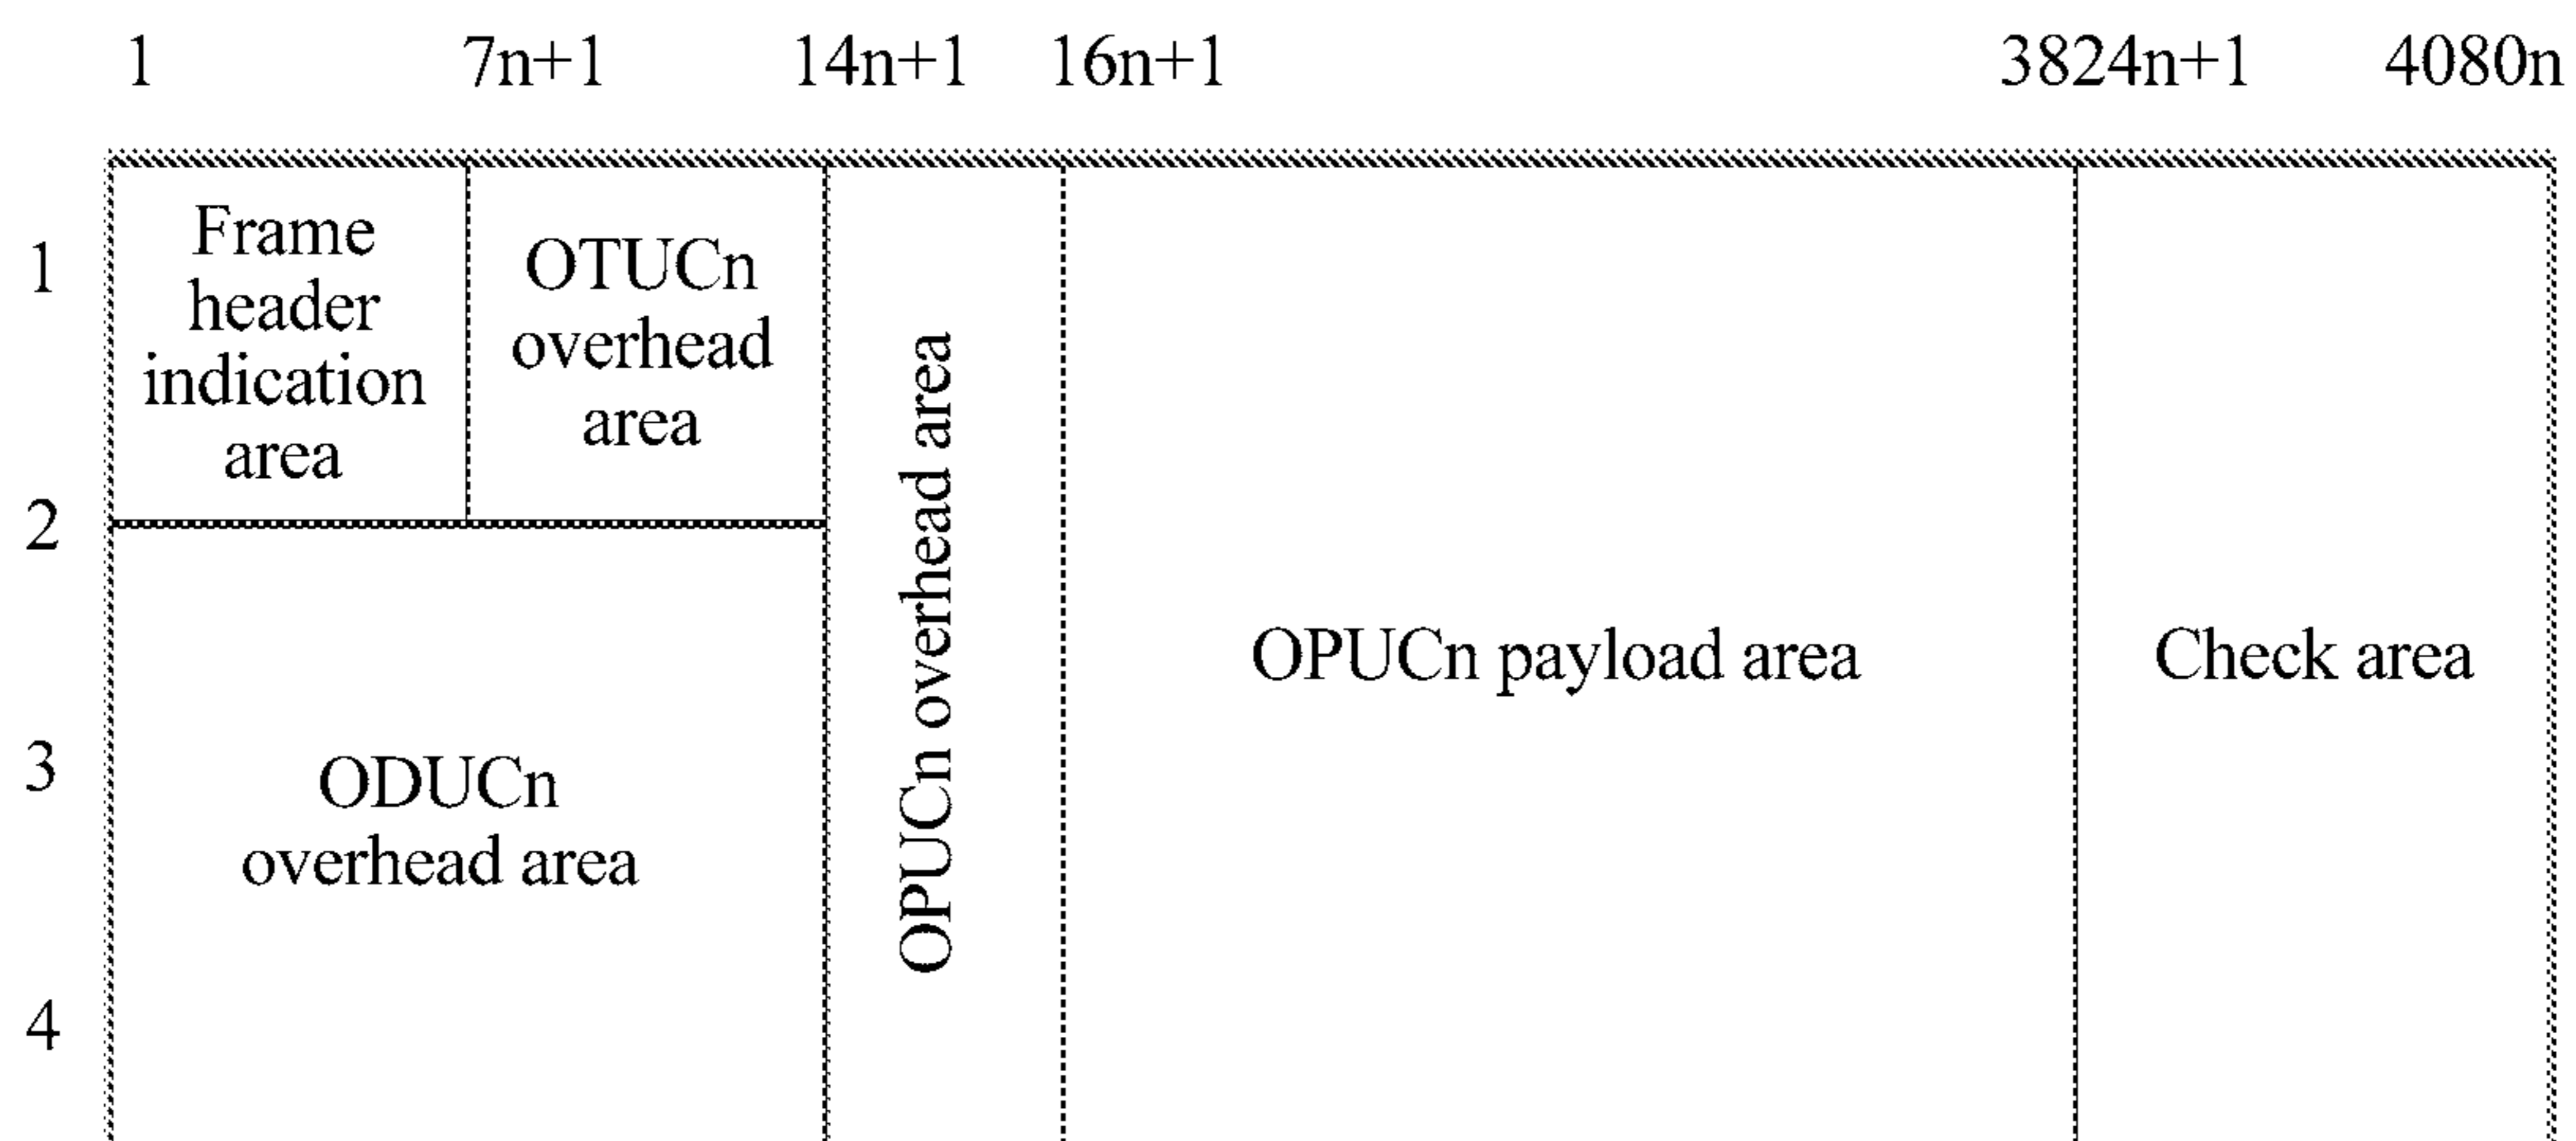 1 7n+1 14n+1 16n+1 3824n+1 4080n
1
2
3
4
Frame
header
indication
area
OTUCn
overhead
area
ODUCn
overhead area
OPUCn overhead area
OPUCn payload area
Check area